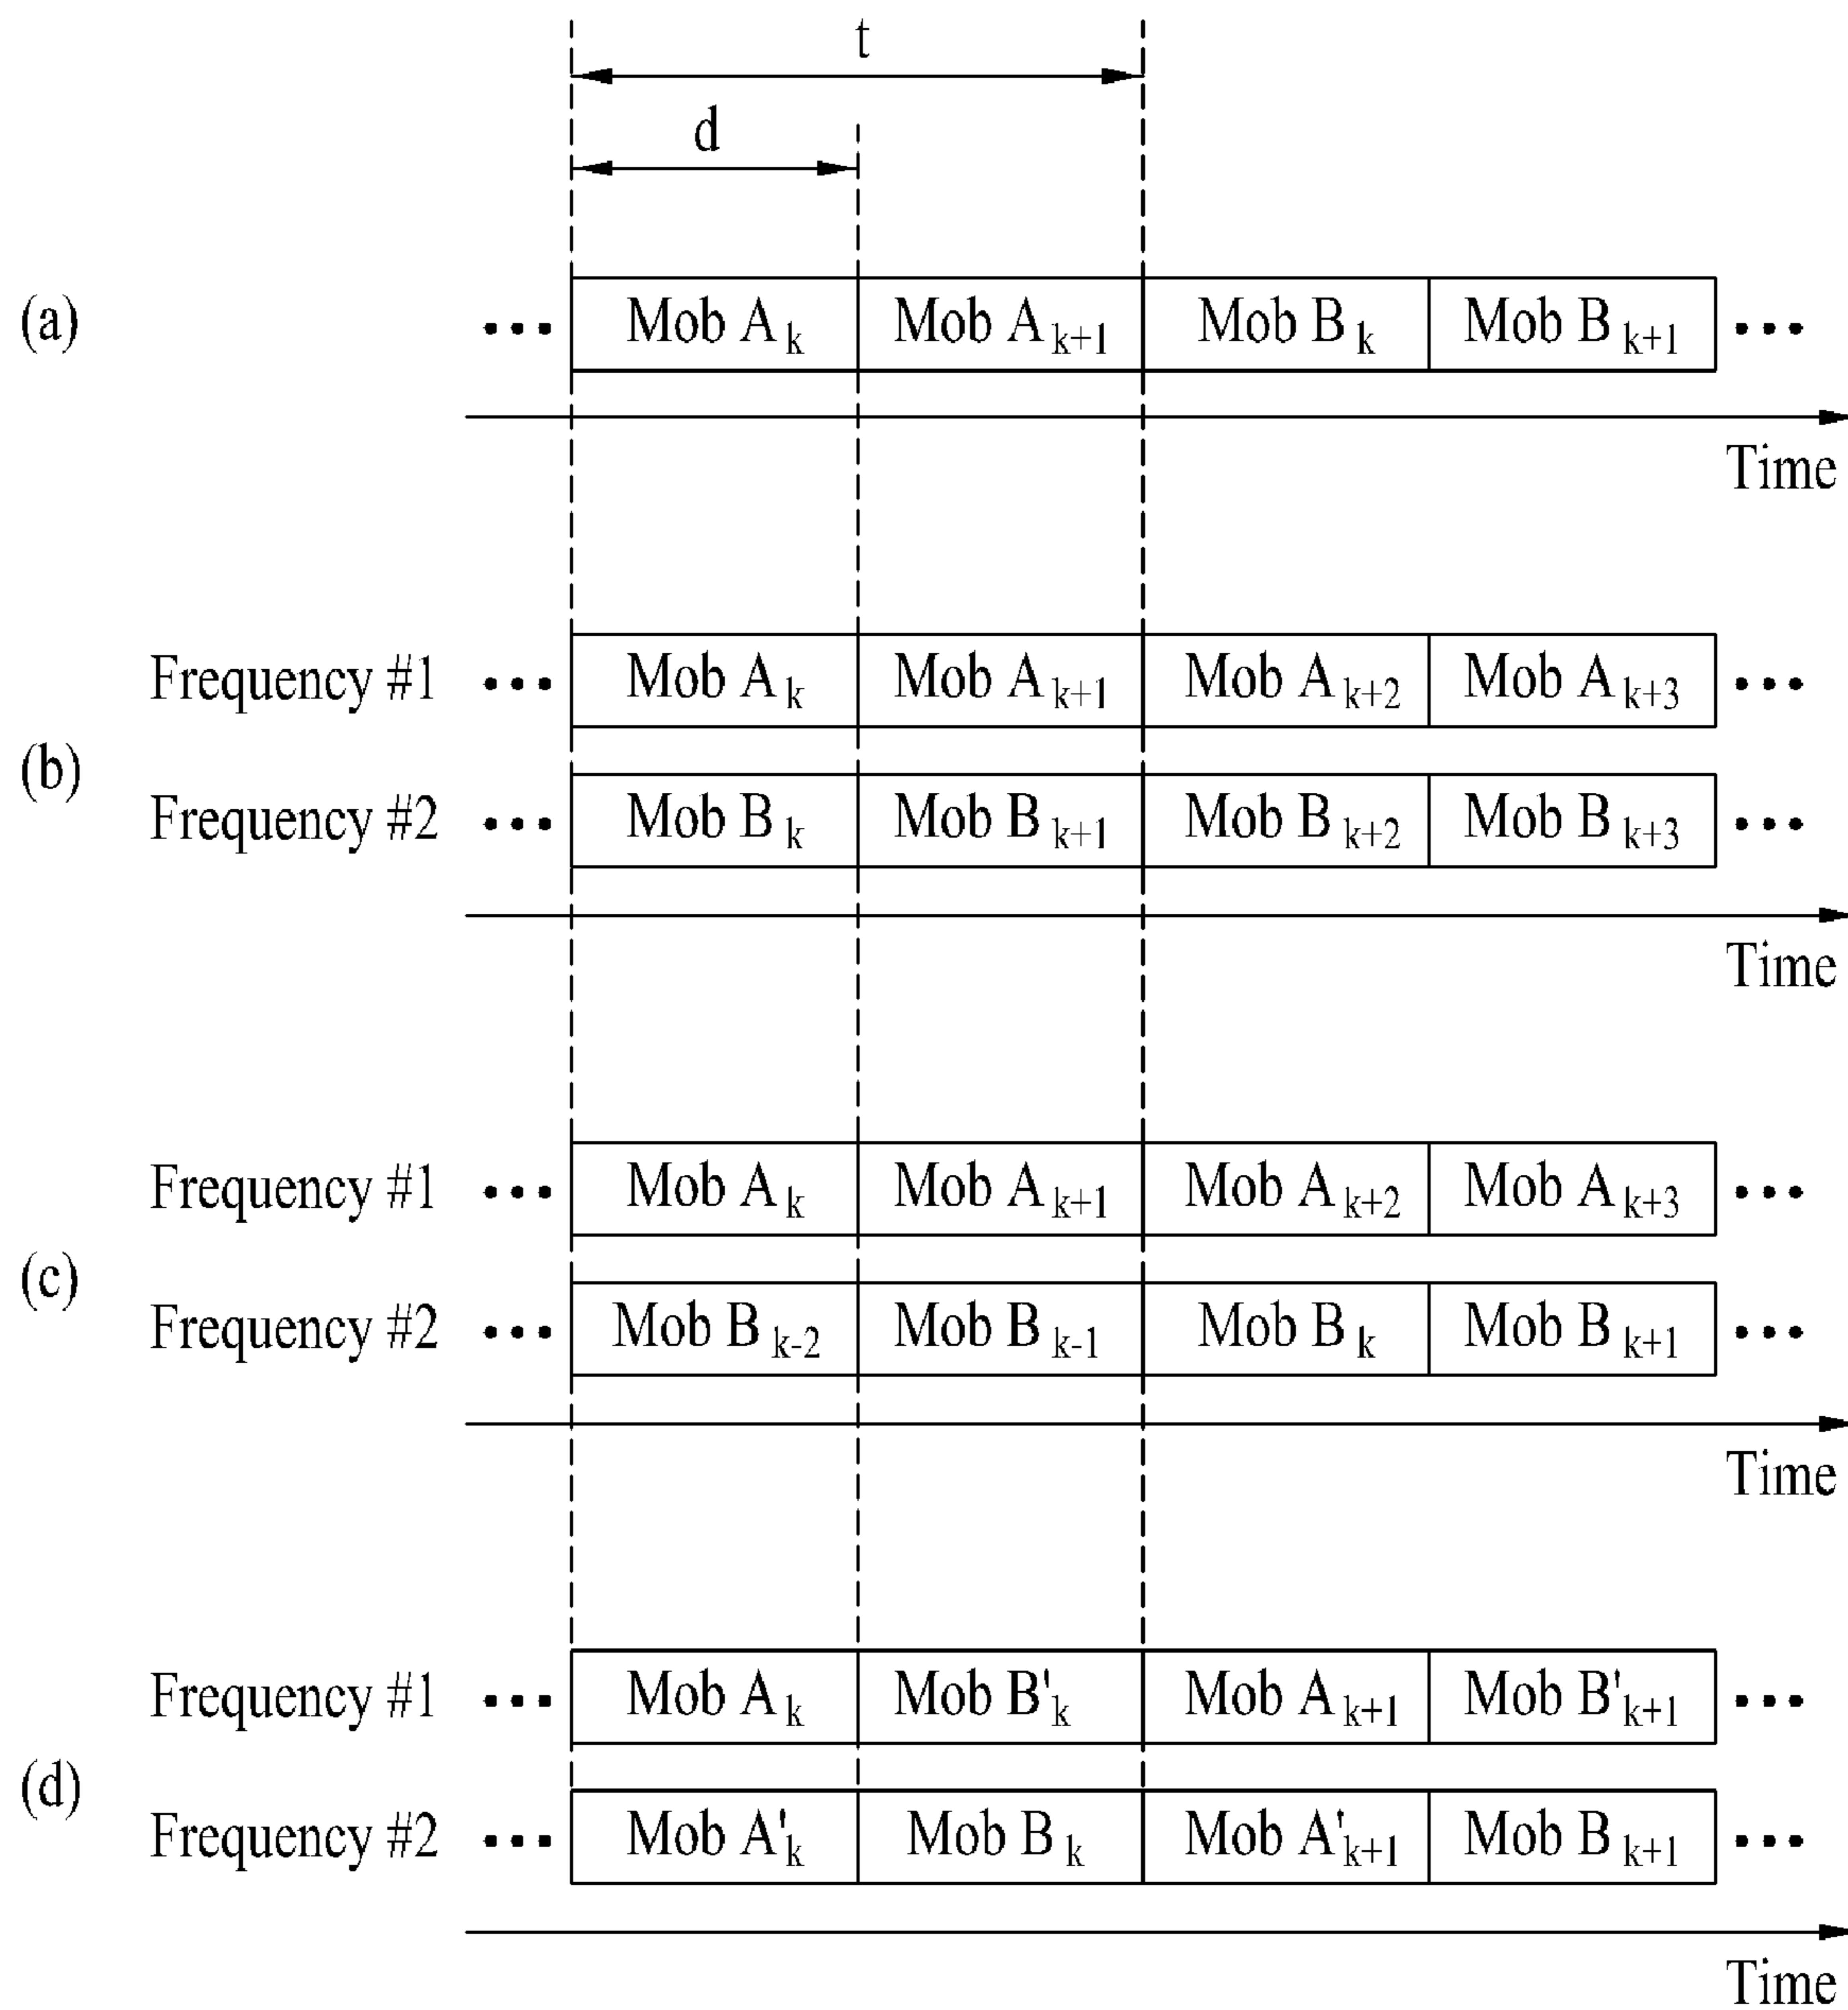 t
d
(a) ••• Mob A k Mob A k+1 Mob B k Mob B k+1 •••
Time
Frequency #1 ••• Mob A k Mob A k+1 Mob A k+2 Mob A k+3 •••
(b)
Frequency #2 ••• Mob B k Mob B k+1 Mob B k+2 Mob B k+3 •••
Time
Frequency #1 ••• Mob A k Mob A k+1 Mob A k+2 Mob A k+3 •••
(c)
Frequency #2 ••• Mob B k-2 Mob B k-1 Mob B k Mob B k+1 •••
Time
Frequency #1 ••• Mob A k Mob B' k Mob A k+1 Mob B' k+1 •••
(d)
Frequency #2 ••• Mob A' k Mob B k Mob A' k+1 Mob B k+1 •••
Time